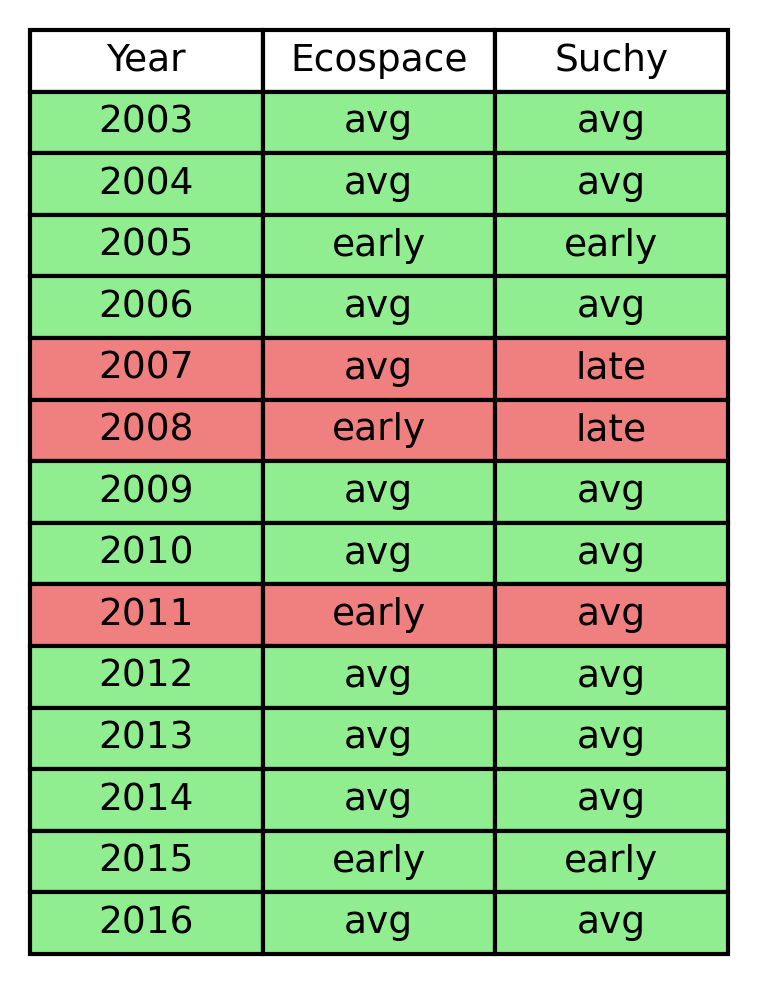 Year Ecospace Suchy
2003 avg avg
2004 avg avg
2005 early early
2006 avg avg
2007 avg late
2008 early late
2009 avg avg
2010 avg avg
2011 early avg
2012 avg avg
2013 avg avg
2014 avg avg
2015 early early
2016 avg avg